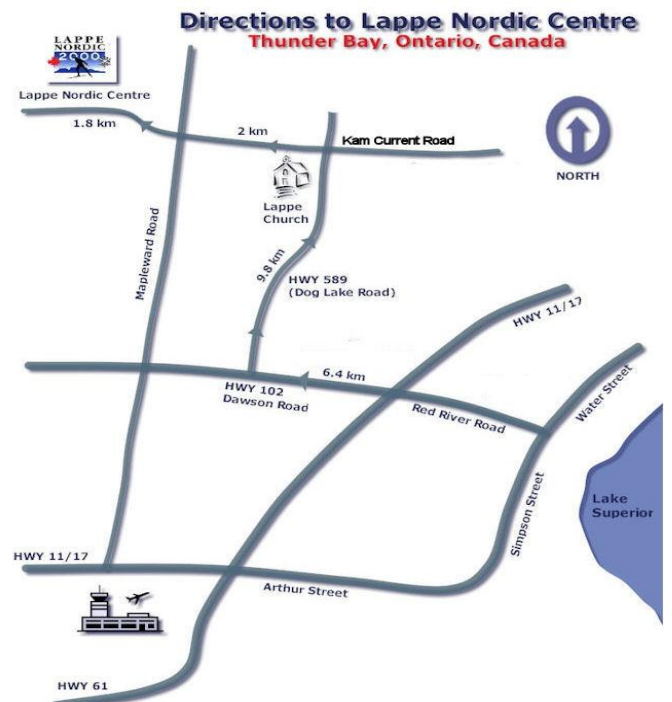 Directions to Lappe Nordic Centre
Thunder Bay, Ontario, Canada
LAPPE
NORDIC
2000
Lappe Nordic Centre
1.8 km
2 km
Kam Current Road
NORTH
Lappe
Church
Mapleward Road
9.8 km
HWY 589
(Dog Lake Road)
HWY 11/17
6.4 km
HWY 102
Dawson Road
Red River Road
Water Street
Simpson Street
Lake
Superior
HWY 11/17
Arthur Street
HWY 61